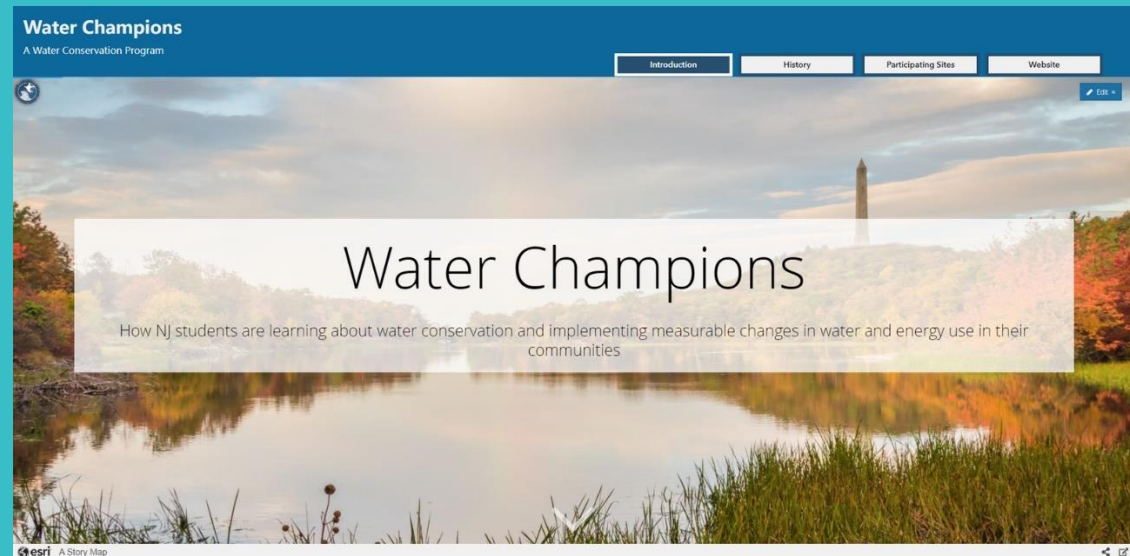 Water Champions
A Water Conservation Program
Introduction
History
Participating Sites
Website
Edit ×
Water Champions
How NJ students are learning about water conservation and implementing measurable changes in water and energy use in their
communities
esri A Story Map